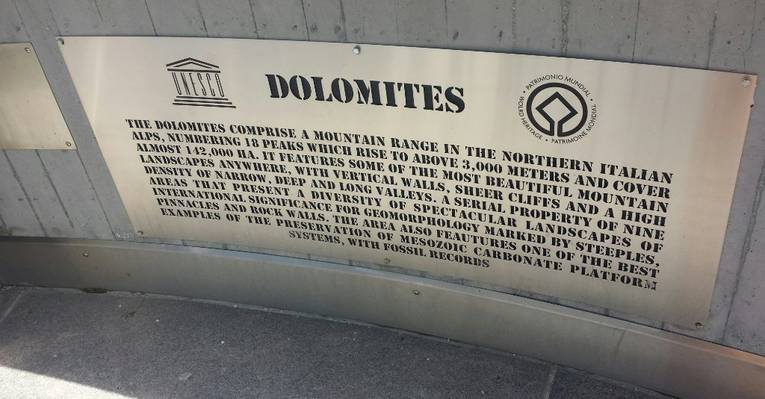 UNESCO
DOLOMITES
PATRIMONIO MUNDIAL • WORLD HERITAGE • PATRIMOINE MONDIAL •
THE DOLOMITES COMPRISE A MOUNTAIN RANGE IN THE NORTHERN ITALIAN
ALPS, NUMBERING 18 PEAKS WHICH RISE TO ABOVE 3,000 METERS AND COVER
ALMOST 142,000 HA. IT FEATURES SOME OF THE MOST BEAUTIFUL MOUNTAIN
LANDSCAPES ANYWHERE, WITH VERTICAL WALLS, SHEER CLIFFS AND A HIGH
DENSITY OF NARROW, DEEP AND LONG VALLEYS. A SERIAL PROPERTY OF NINE
AREAS THAT PRESENT A DIVERSITY OF SPECTACULAR LANDSCAPES OF
INTERNATIONAL SIGNIFICANCE FOR GEOMORPHOLOGY MARKED BY STEEPLES,
PINNACLES AND ROCK WALLS. THE AREA ALSO FEAUTURES ONE OF THE BEST
EXAMPLES OF THE PRESERVATION OF MESOZOIC CARBONATE PLATFORM
SYSTEMS, WITH FOSSIL RECORDS